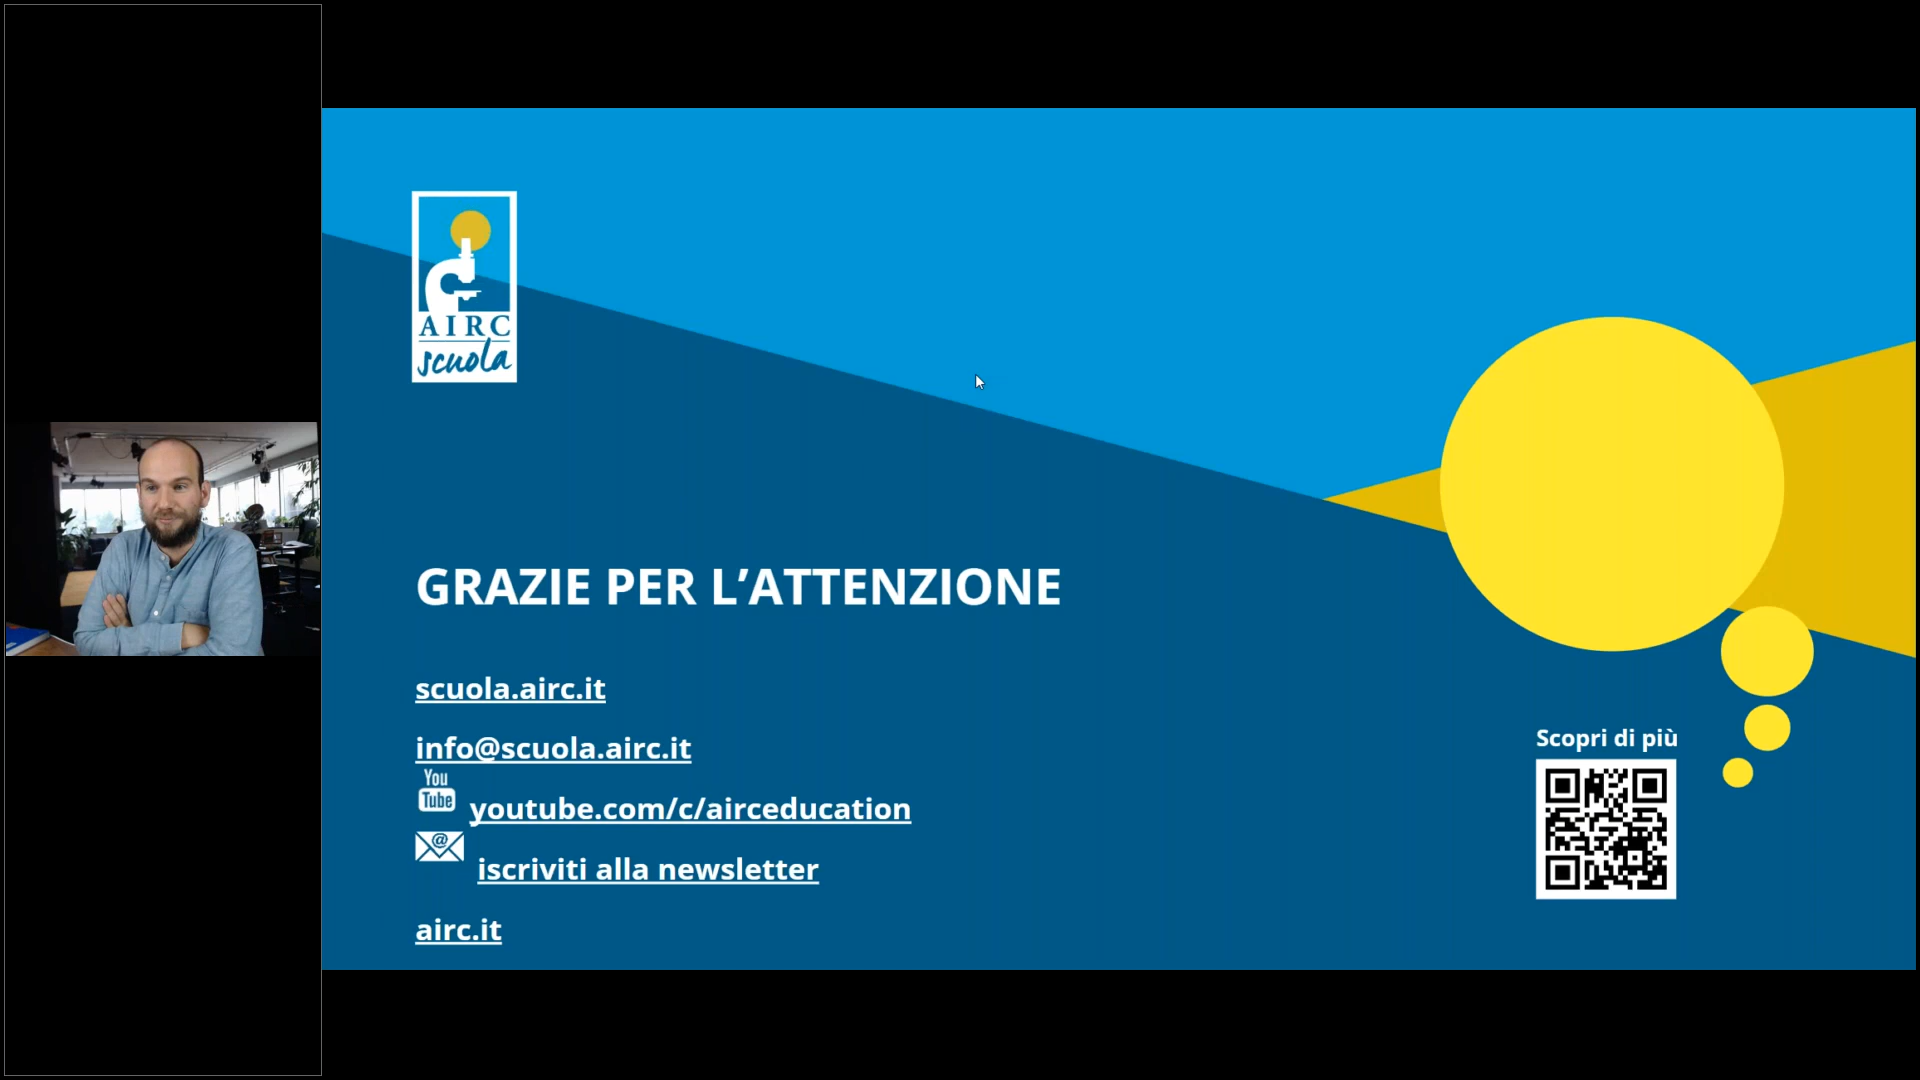 AIRC
scuola
GRAZIE PER L’ATTENZIONE
scuola.airc.it
info@scuola.airc.it
You
Tube
youtube.com/c/airceducation
@
iscriviti alla newsletter
airc.it
Scopri di più